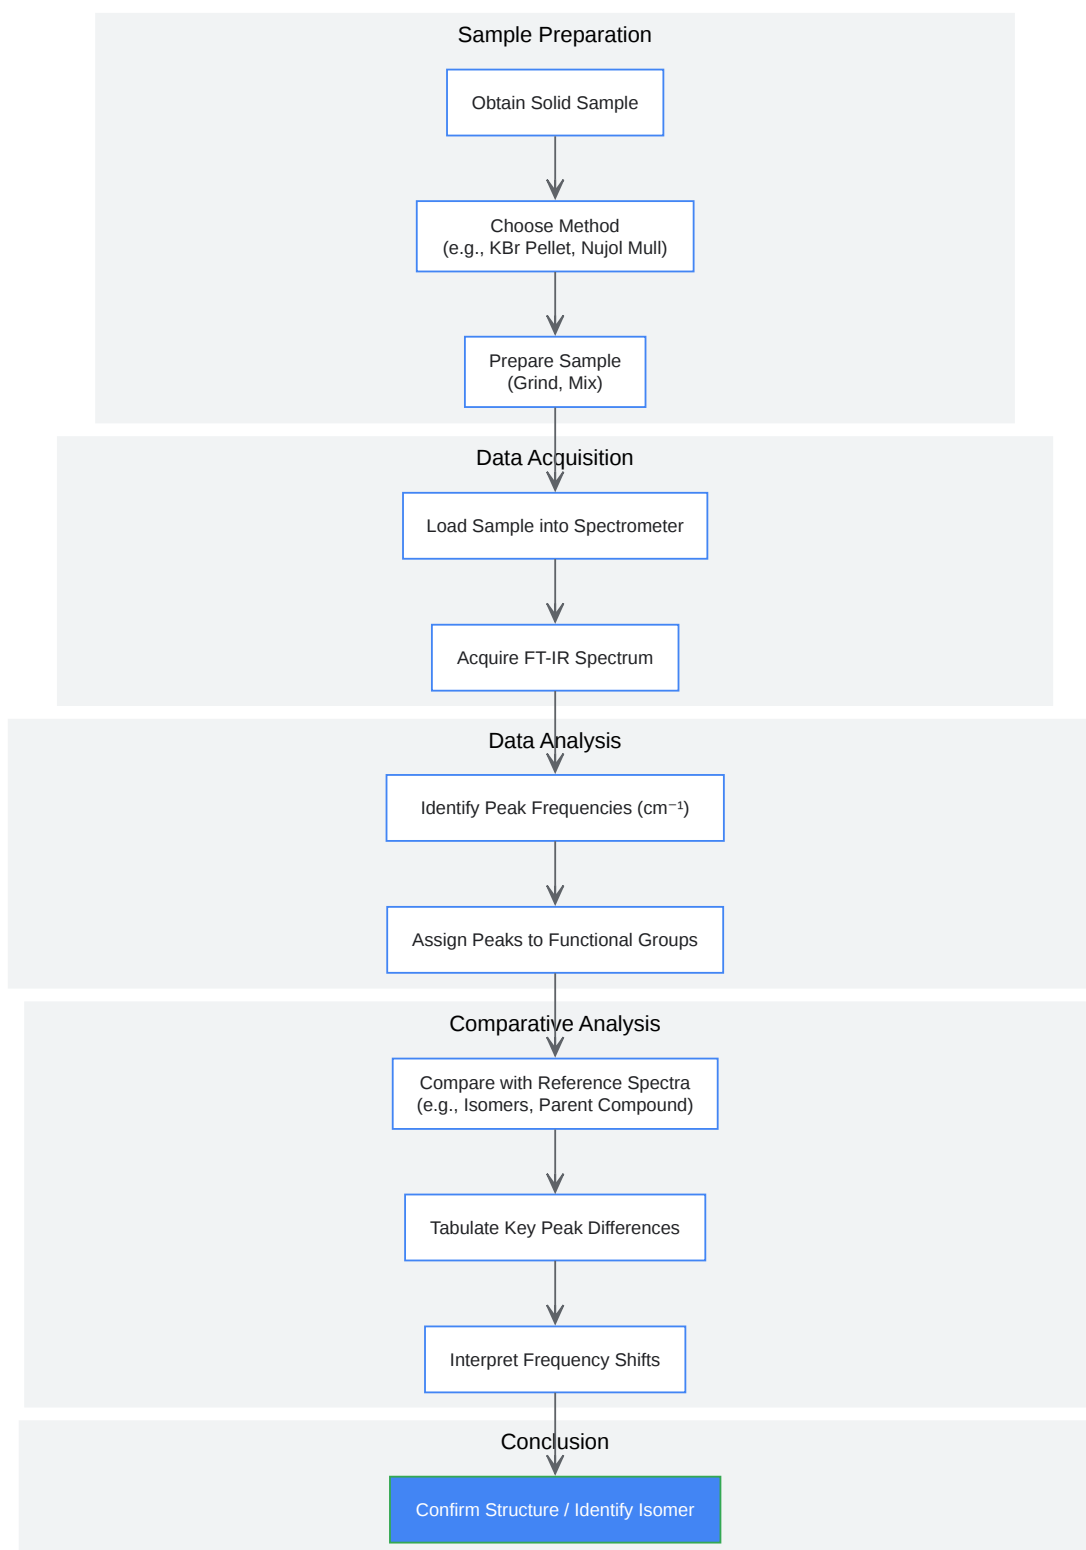 Sample Preparation
Obtain Solid Sample
Choose Method
(e.g., KBr Pellet, Nujol Mull)
Prepare Sample
(Grind, Mix)
Data Acquisition
Load Sample into Spectrometer
Acquire FT-IR Spectrum
Data Analysis
Identify Peak Frequencies (cm⁻¹)
Assign Peaks to Functional Groups
Comparative Analysis
Compare with Reference Spectra
(e.g., Isomers, Parent Compound)
Tabulate Key Peak Differences
Interpret Frequency Shifts
Conclusion
Confirm Structure / Identify Isomer